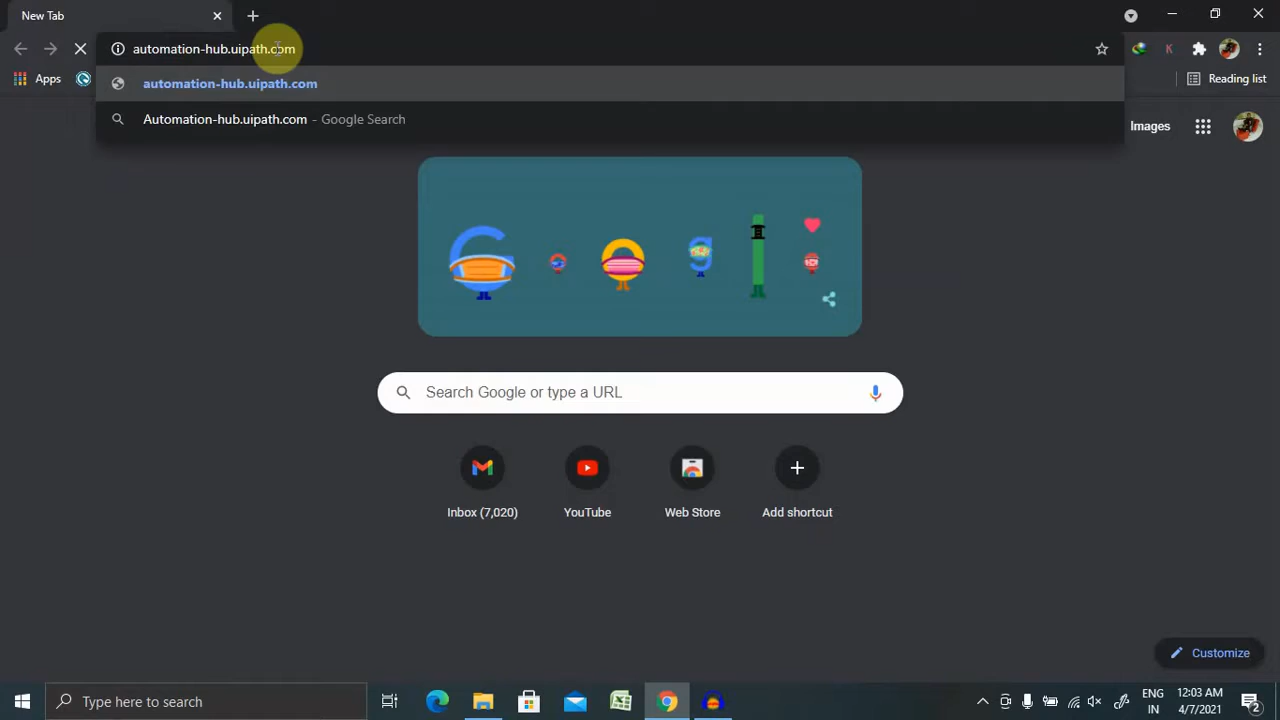 New Tab
automation-hub.uipath.com
Apps
Reading list
automation-hub.uipath.com
Automation-hub.uipath.com - Google Search
Images
Search Google or type a URL
Inbox (7,020)
YouTube
Web Store
Add shortcut
Customize
Type here to search
ENG
IN
12:03 AM
4/7/2021
2